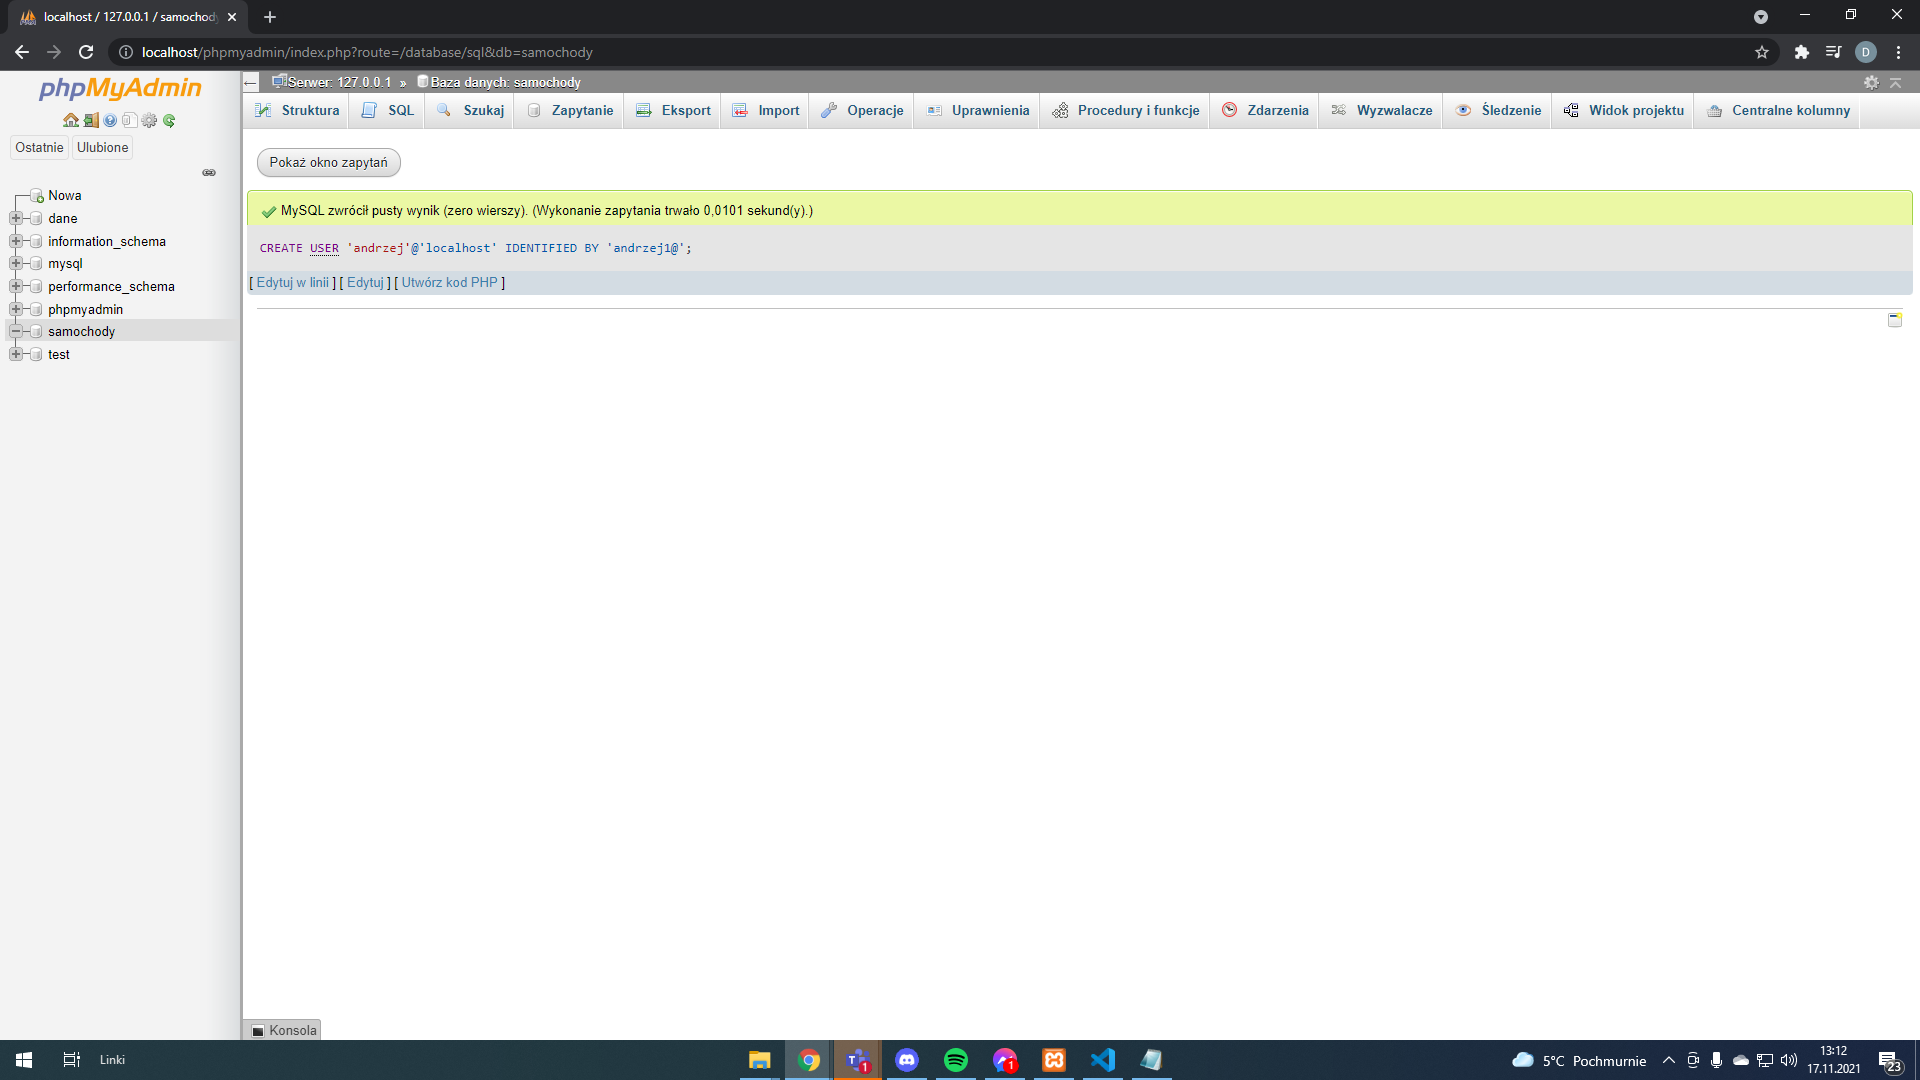 localhost / 127.0.0.1 / samochody
localhost/phpmyadmin/index.php?route=/database/sql&db=samochody
D
phpMyAdmin
Ostatnie
Ulubione
Nowa
dane
information_schema
mysql
performance_schema
phpmyadmin
samochody
test
Serwer: 127.0.0.1 » Baza danych: samochody
Struktura
SQL
Szukaj
Zapytanie
Eksport
Import
Operacje
Uprawnienia
Procedury i funkcje
Zdarzenia
Wyzwalacze
Śledzenie
Widok projektu
Centralne kolumny
Pokaż okno zapytań
MySQL zwrócił pusty wynik (zero wierszy). (Wykonanie zapytania trwało 0,0101 sekund(y).)
CREATE USER 'andrzej'@'localhost' IDENTIFIED BY 'andrzej1@';
[ Edytuj w linii ] [ Edytuj ] [ Utwórz kod PHP ]
Konsola
Linki
1
1
5°C Pochmurnie
13:12
17.11.2021
23